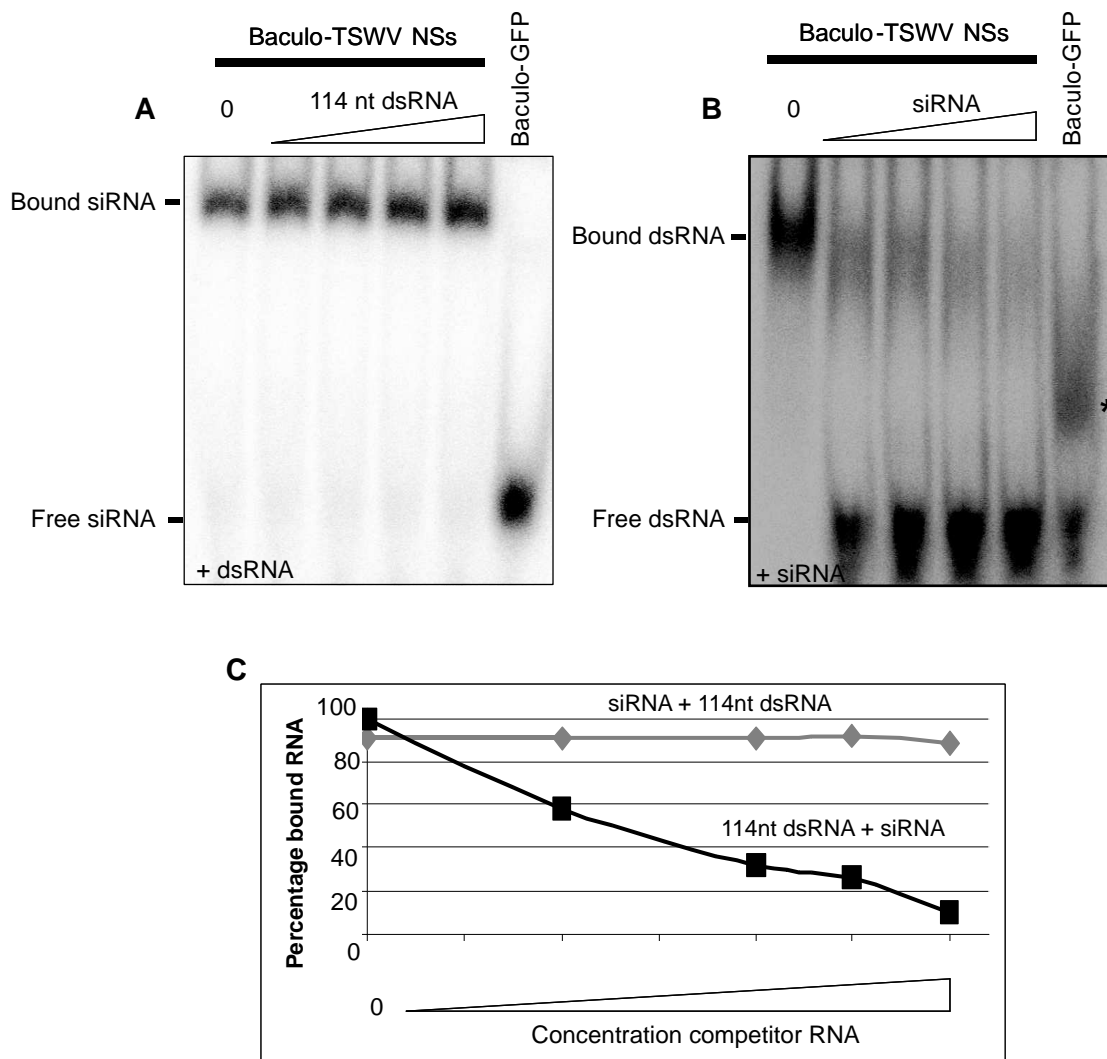 Baculo-TSWV NSs
Baculo-GFP
A
0
114 nt dsRNA
Bound siRNA
Free siRNA
+ dsRNA
Baculo-TSWV NSs
Baculo-GFP
B
0
siRNA
Bound dsRNA
*
Free dsRNA
+ siRNA
C
Percentage bound RNA
100
80
60
40
20
0
siRNA + 114nt dsRNA
114nt dsRNA + siRNA
0
Concentration competitor RNA